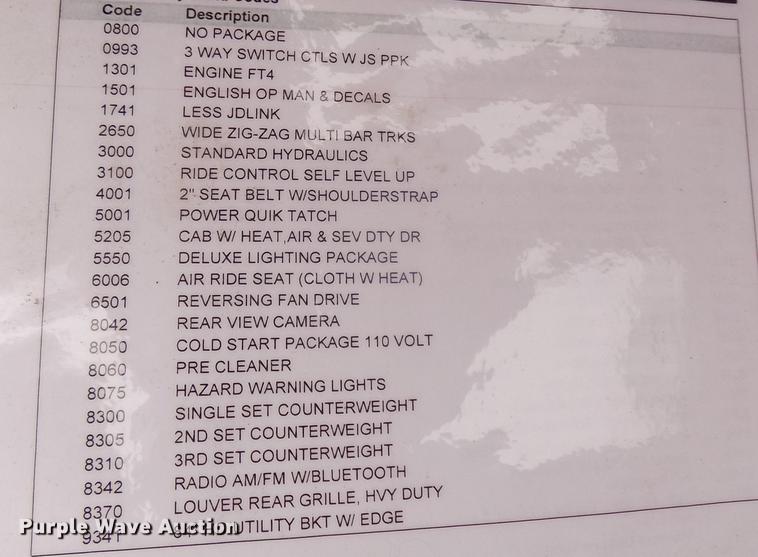 Codes
Code Description
0800 NO PACKAGE
0993 3 WAY SWITCH CTLS W JS PPK
1301 ENGINE FT4
1501 ENGLISH OP MAN & DECALS
1741 LESS JDLINK
2650 WIDE ZIG-ZAG MULTI BAR TRKS
3000 STANDARD HYDRAULICS
3100 RIDE CONTROL SELF LEVEL UP
4001 2" SEAT BELT W/SHOULDERSTRAP
5001 POWER QUIK TATCH
5205 CAB W/ HEAT,AIR & SEV DTY DR
5550 DELUXE LIGHTING PACKAGE
6006 AIR RIDE SEAT (CLOTH W HEAT)
6501 REVERSING FAN DRIVE
8042 REAR VIEW CAMERA
8050 COLD START PACKAGE 110 VOLT
8060 PRE CLEANER
8075 HAZARD WARNING LIGHTS
8300 SINGLE SET COUNTERWEIGHT
8305 2ND SET COUNTERWEIGHT
8310 3RD SET COUNTERWEIGHT
8342 RADIO AM/FM W/BLUETOOTH
8370 LOUVER REAR GRILLE, HVY DUTY
9341 UTILITY BKT W/ EDGE
Purple Wave Auction